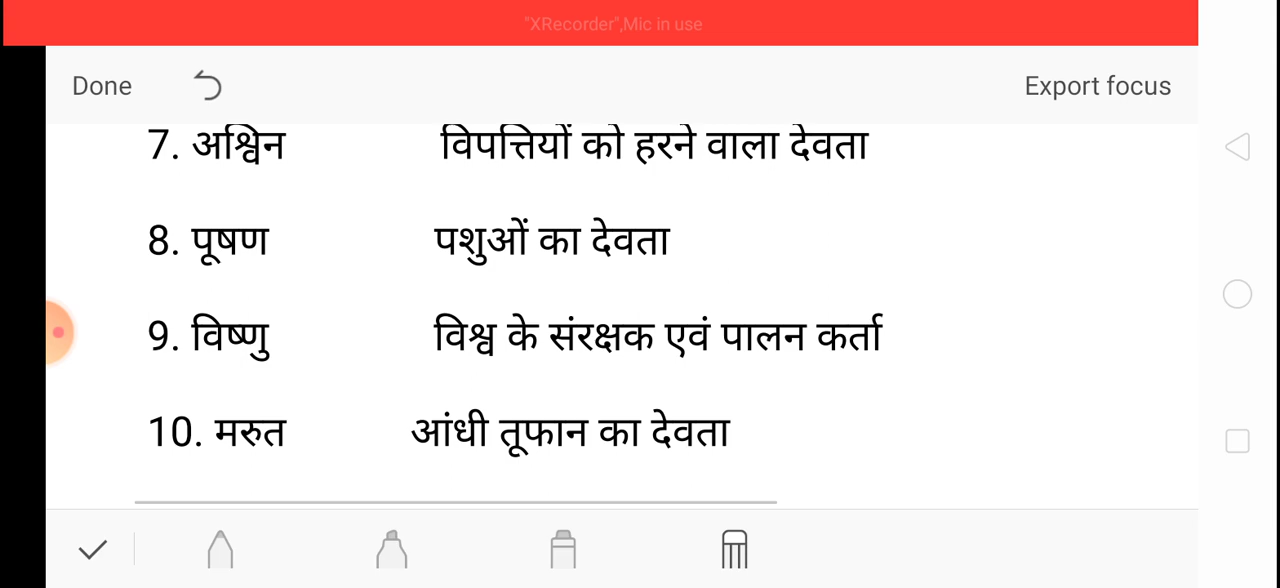 "XRecorder",Mic in use
Done Export focus
7. अश्विन विपत्तियों को हरने वाला देवता
8. पूषण पशुओं का देवता
9. विष्णु विश्व के संरक्षक एवं पालन कर्ता
10. मरुत आंधी तूफान का देवता